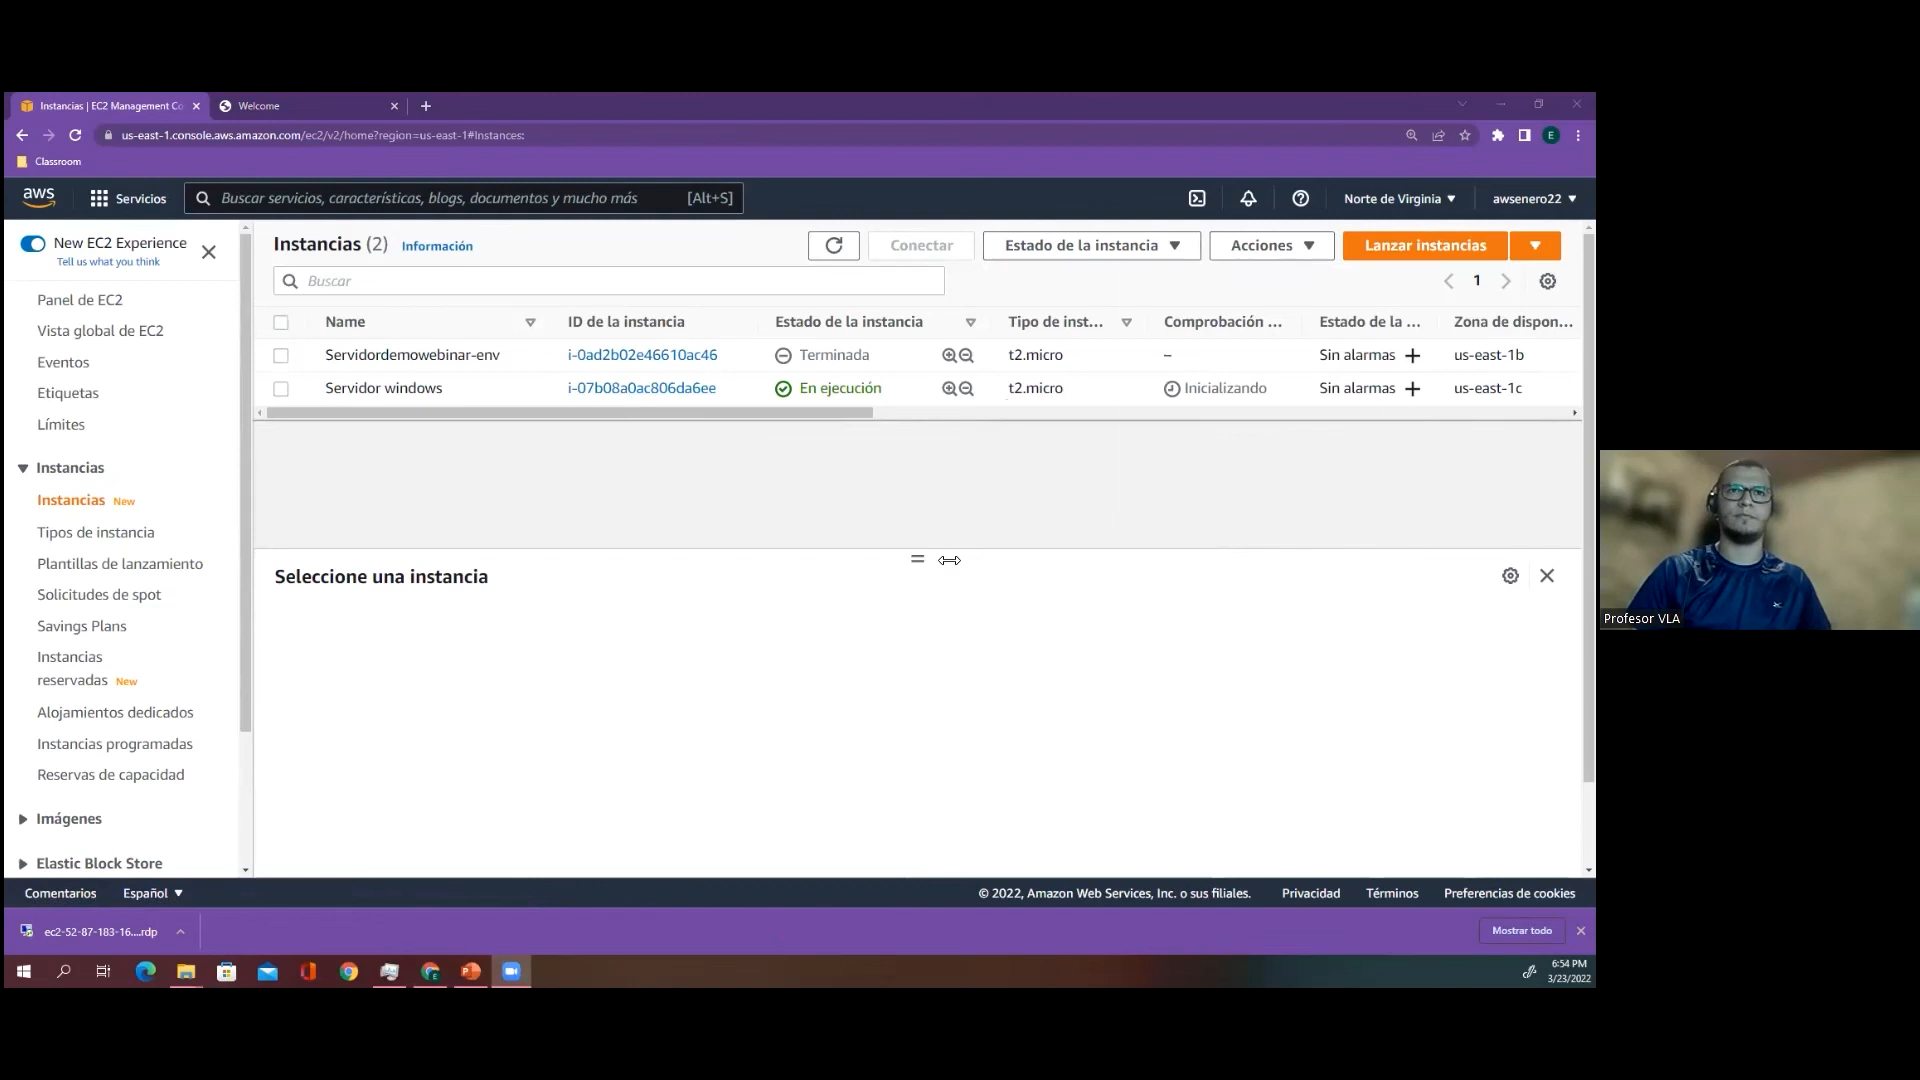 Instancias | EC2 Management Co
Welcome
us-east-1.console.aws.amazon.com/ec2/v2/home?region=us-east-1#Instances:
E
Classroom
aws
Servicios
Buscar servicios, características, blogs, documentos y mucho más
[Alt+S]
Norte de Virginia
awsenero22
New EC2 Experience
Tell us what you think
Panel de EC2
Vista global de EC2
Eventos
Etiquetas
Límites
Instancias
Instancias New
Tipos de instancia
Plantillas de lanzamiento
Solicitudes de spot
Savings Plans
Instancias
reservadas New
Alojamientos dedicados
Instancias programadas
Reservas de capacidad
Imágenes
Elastic Block Store
Instancias (2) Información
Conectar
Estado de la instancia
Acciones
Lanzar instancias
Buscar
1
Name ID de la instancia Estado de la instancia Tipo de inst... Comprobación ... Estado de la ... Zona de dispon...
Servidordemowebinar-env i-0ad2b02e46610ac46 Terminada t2.micro – Sin alarmas + us-east-1b
Servidor windows i-07b08a0ac806da6ee En ejecución t2.micro Inicializando Sin alarmas + us-east-1c
Seleccione una instancia
Profesor VLA
Comentarios
Español
© 2022, Amazon Web Services, Inc. o sus filiales.
Privacidad
Términos
Preferencias de cookies
ec2-52-87-183-16....rdp
Mostrar todo
6:54 PM
3/23/2022